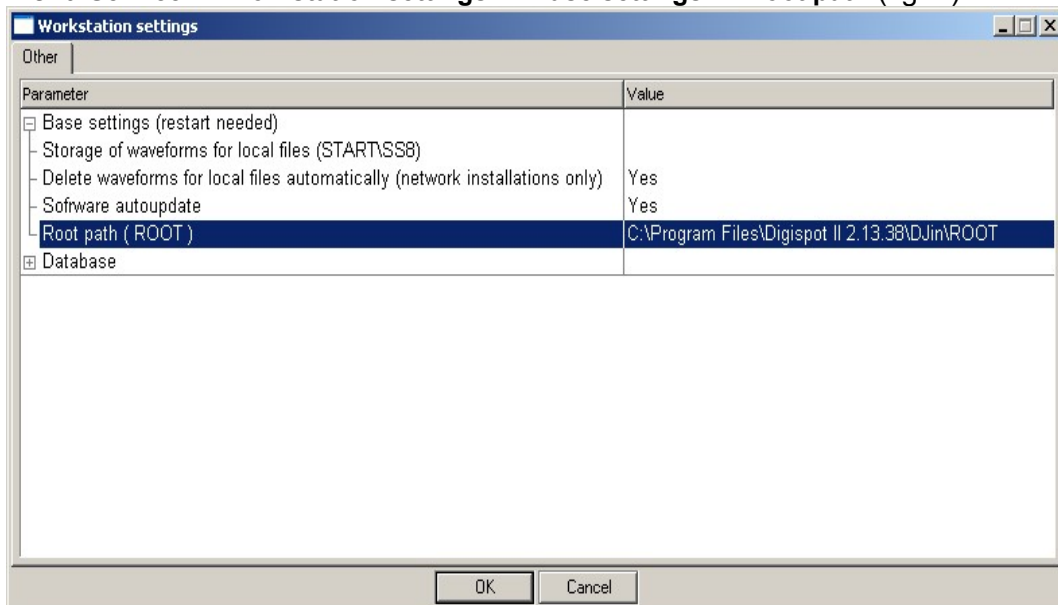 Workstation settings
Other
Parameter Value
Base settings (restart needed)
Storage of waveforms for local files (START\SS8)
Delete waveforms for local files automatically (network installations only) Yes
Sofrware autoupdate Yes
Root path ( ROOT ) C:\Program Files\Digispot II 2.13.38\DJin\ROOT
Database
OK Cancel